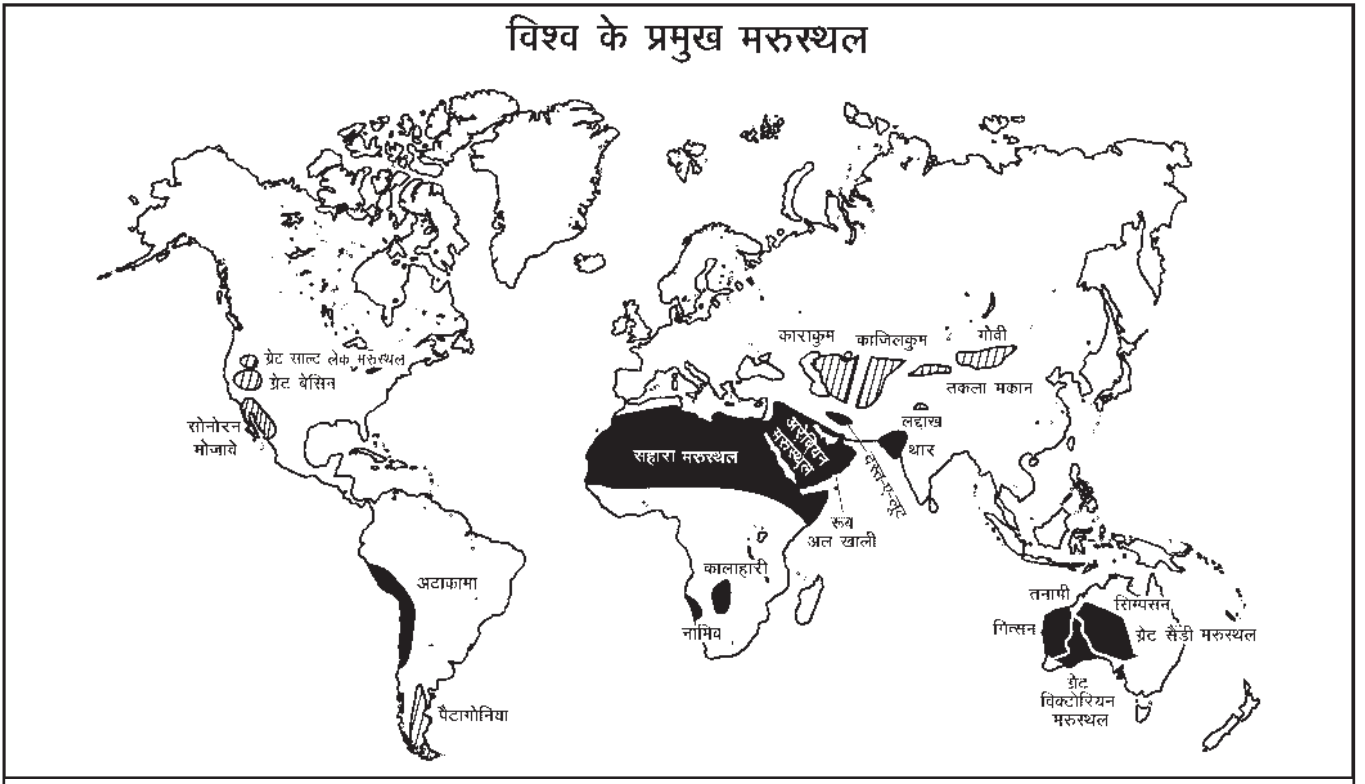 विश्व के प्रमुख मरुस्थल
काराकुम
काजिलकुम
गोवी
ग्रेट साल्ट लेक मरुस्थल
ग्रेट बेसिन
तकला मकान
सोनोरन
मोजावे
लद्दाख
थार
सहारा मरुस्थल
अरेबियन
मरुस्थल
दस्त-ए-लुट
रूब
अल खाली
अटाकामा
कालाहारी
नामिब
तनामी
सिम्पसन
गिब्सन
ग्रेट सैंडी मरुस्थल
ग्रेट
विक्टोरियन
मरुस्थल
पैटागोनिया